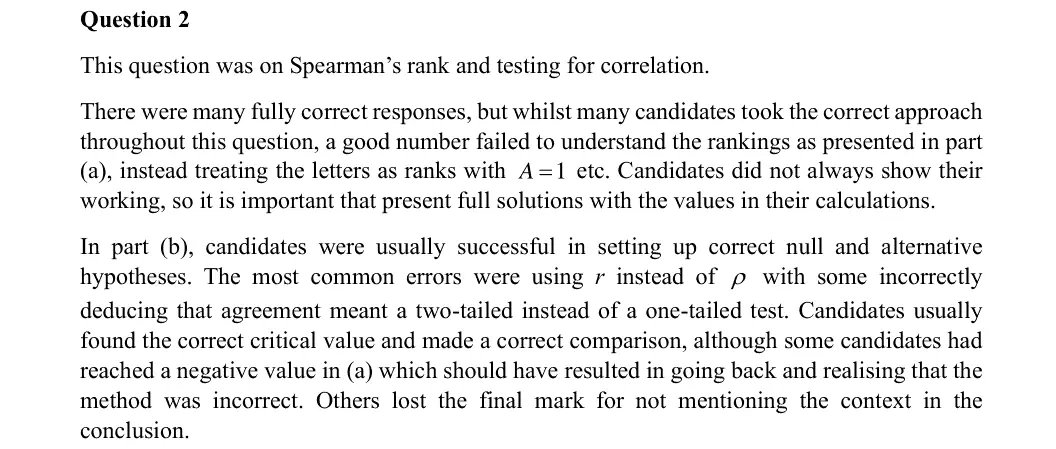 Question 2
This question was on Spearman’s rank and testing for correlation.
There were many fully correct responses, but whilst many candidates took the correct approach
throughout this question, a good number failed to understand the rankings as presented in part
(a), instead treating the letters as ranks with A = 1 etc. Candidates did not always show their
working, so it is important that present full solutions with the values in their calculations.
In part (b), candidates were usually successful in setting up correct null and alternative
hypotheses. The most common errors were using r instead of ρ with some incorrectly
deducing that agreement meant a two-tailed instead of a one-tailed test. Candidates usually
found the correct critical value and made a correct comparison, although some candidates had
reached a negative value in (a) which should have resulted in going back and realising that the
method was incorrect. Others lost the final mark for not mentioning the context in the
conclusion.